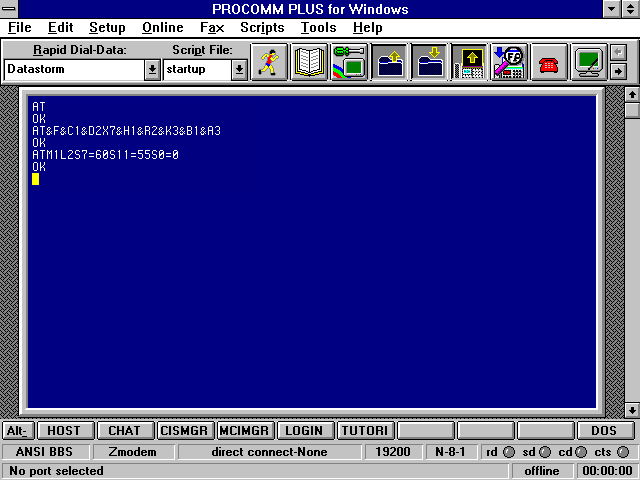 PROCOMM PLUS for Windows
File Edit Setup Online Fax Scripts Tools Help
Rapid Dial-Data: Script File:
Datastorm startup
AT
OK
AT&F&C1&D2X7&H1&R2&K3&B1&A3
OK
ATM1L2S7=60S11=55S0=0
OK
Alt- HOST CHAT CISMGR MCIMGR LOGIN TUTORI DOS
ANSI BBS Zmodem direct connect-None 19200 N-8-1 rd sd cd cts
No port selected offline 00:00:00